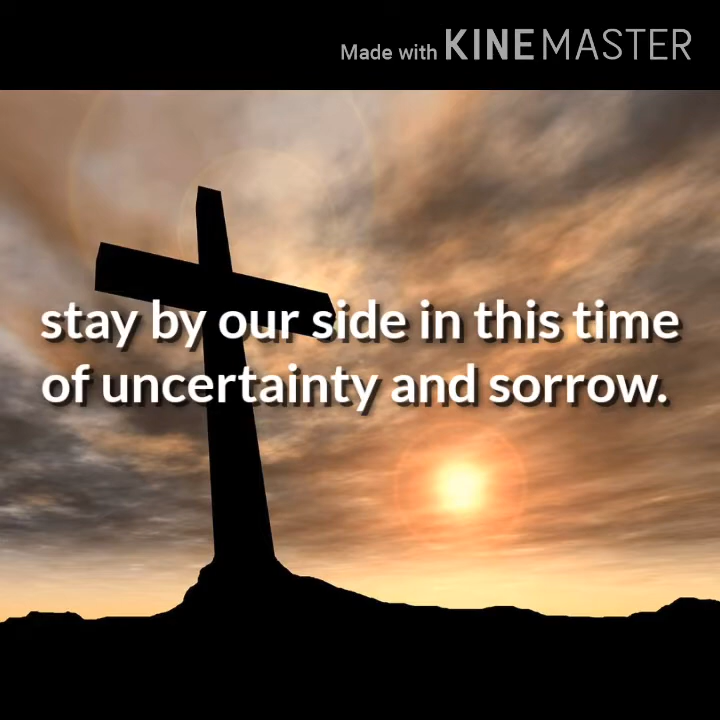 Made with KINEMASTER
stay by our side in this time
of uncertainty and sorrow.